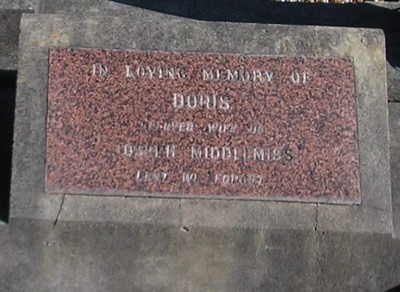 IN LOVING MEMORY OF
DORIS
BELOVED WIFE OF
JOSEPH MIDDLEMISS
LEST WE FORGET